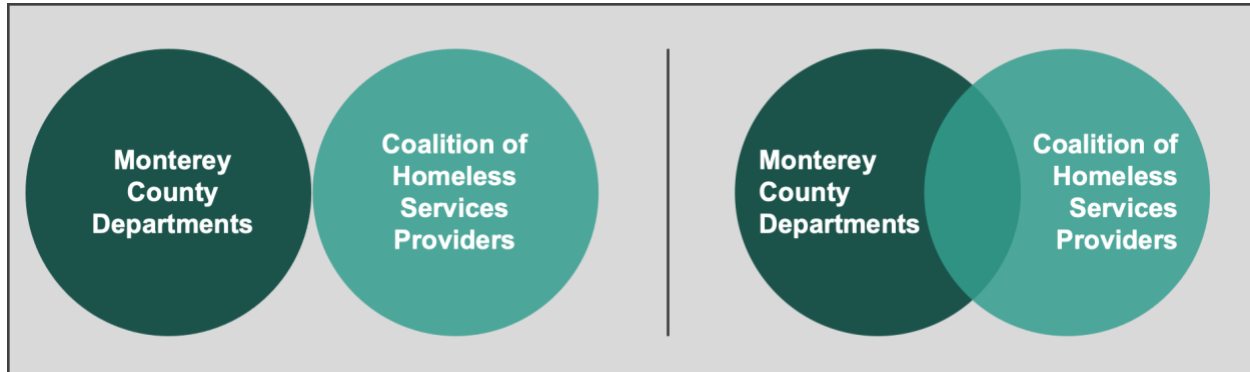 Monterey
County
Departments
Coalition of
Homeless
Services
Providers
Monterey
County
Departments
Coalition of
Homeless
Services
Providers